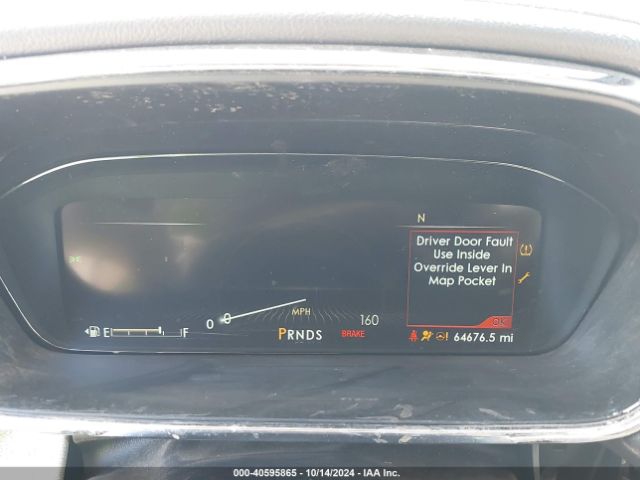 N
Driver Door Fault
Use Inside
Override Lever In
Map Pocket
OK
0 0 MPH 160
E F
PRNDS BRAKE
64676.5 mi
000-40595865 - 10/14/2024 - IAA Inc.